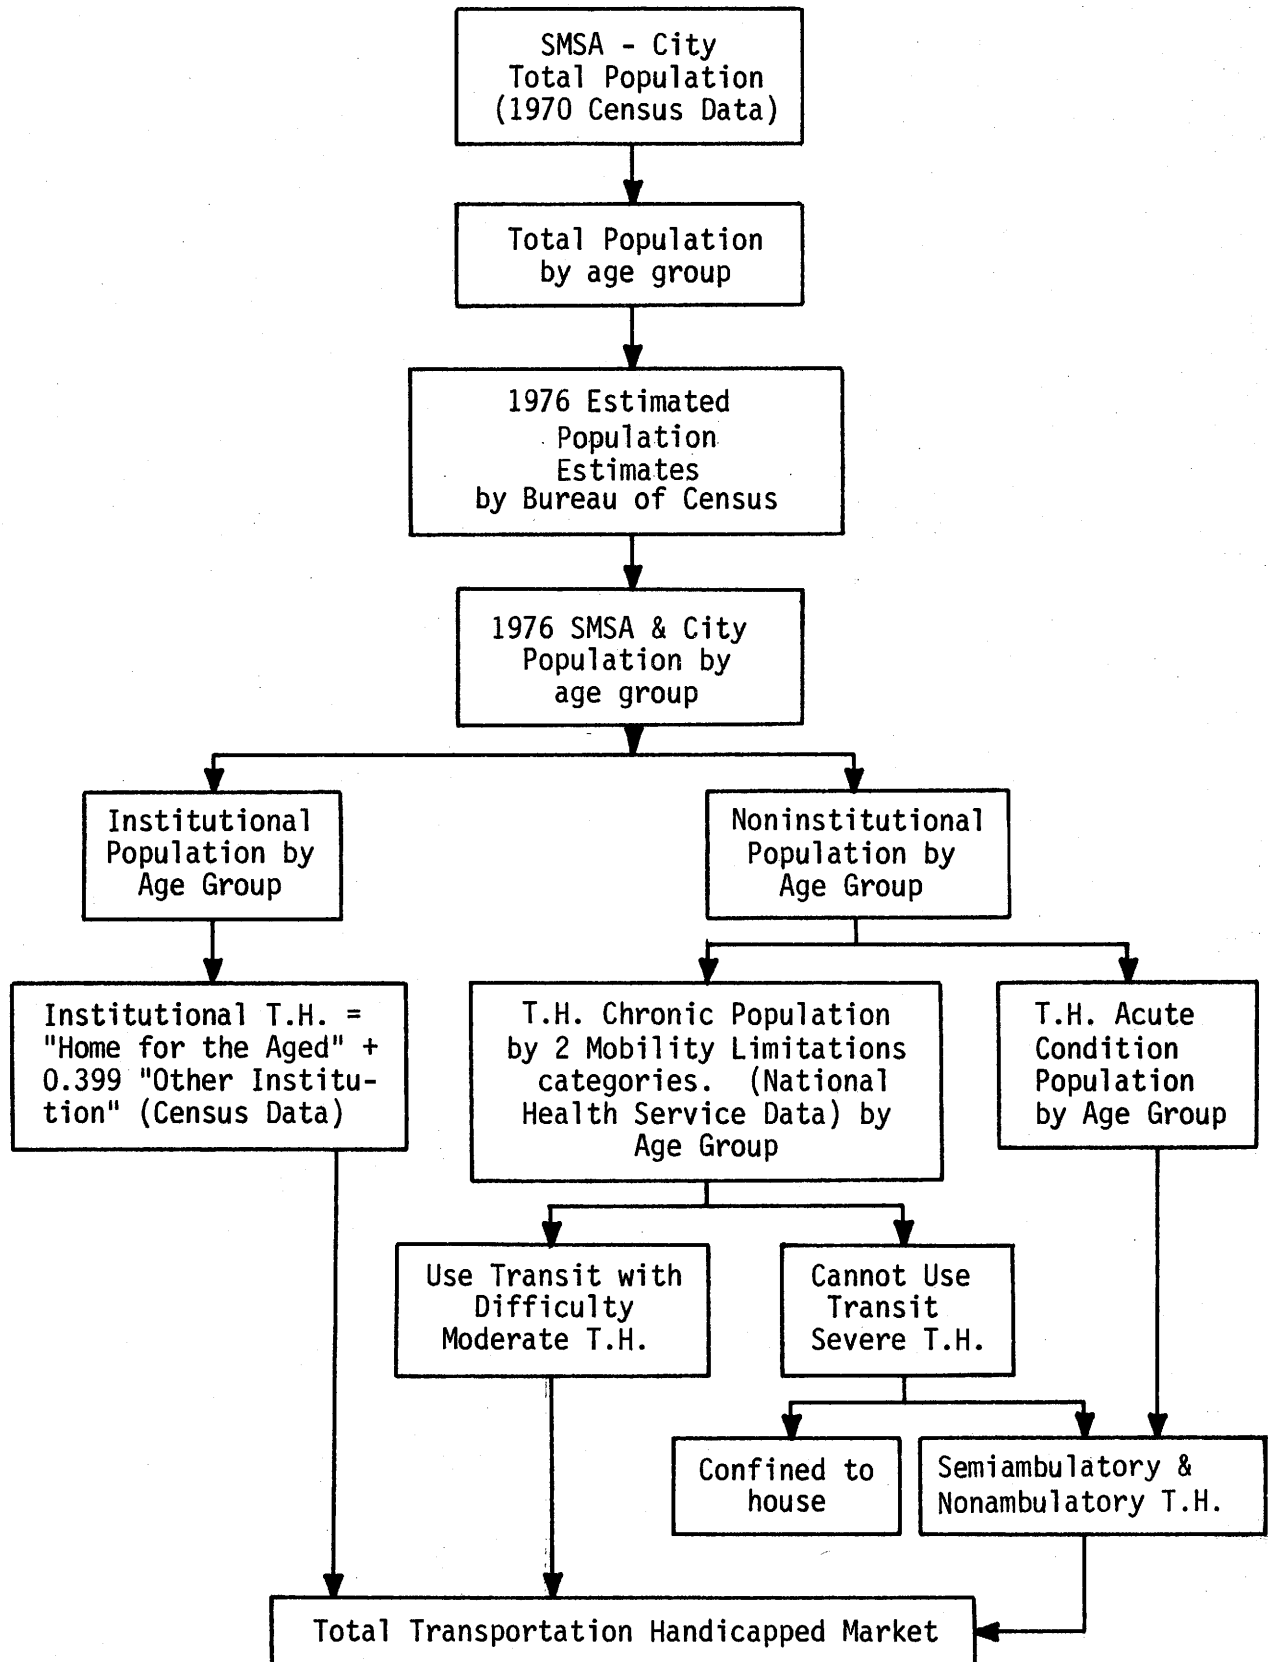 SMSA - City
Total Population
(1970 Census Data)
Total Population
by age group
1976 Estimated
Population
Estimates
by Bureau of Census
1976 SMSA & City
Population by
age group
Institutional
Population by
Age Group
Noninstitutional
Population by
Age Group
Institutional T.H. =
"Home for the Aged" +
0.399 "Other Institu-
tion" (Census Data)
T.H. Chronic Population
by 2 Mobility Limitations
categories. (National
Health Service Data) by
Age Group
T.H. Acute
Condition
Population
by Age Group
Use Transit with
Difficulty
Moderate T.H.
Cannot Use
Transit
Severe T.H.
Confined to
house
Semiambulatory &
Nonambulatory T.H.
Total Transportation Handicapped Market